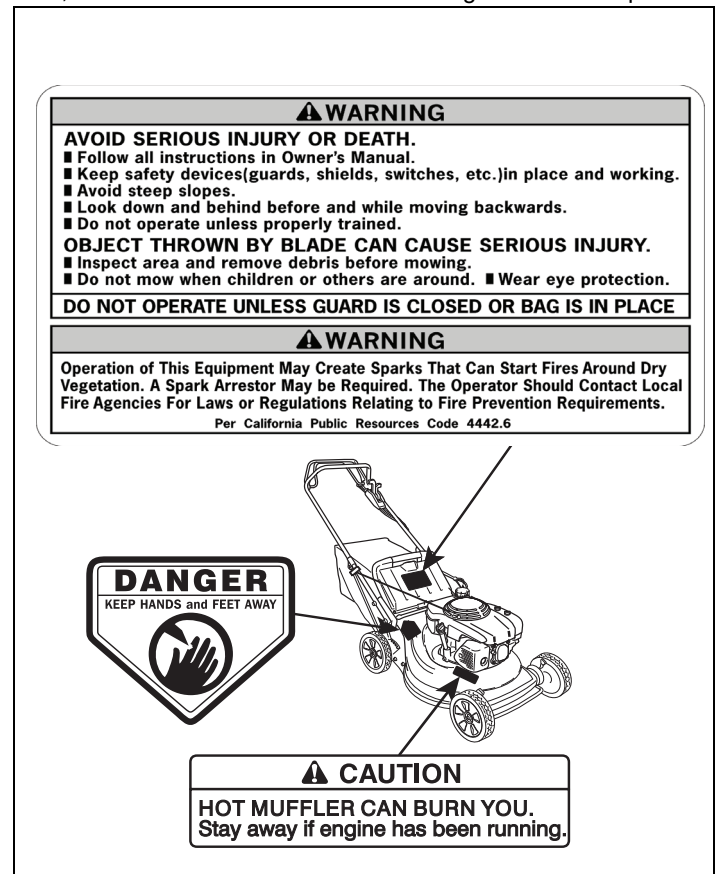 ⚠WARNING
AVOID SERIOUS INJURY OR DEATH.
■ Follow all instructions in Owner's Manual.
■ Keep safety devices(guards, shields, switches, etc.)in place and working.
■ Avoid steep slopes.
■ Look down and behind before and while moving backwards.
■ Do not operate unless properly trained.
OBJECT THROWN BY BLADE CAN CAUSE SERIOUS INJURY.
■ Inspect area and remove debris before mowing.
■ Do not mow when children or others are around. ■ Wear eye protection.
DO NOT OPERATE UNLESS GUARD IS CLOSED OR BAG IS IN PLACE
⚠WARNING
Operation of This Equipment May Create Sparks That Can Start Fires Around Dry
Vegetation. A Spark Arrestor May be Required. The Operator Should Contact Local
Fire Agencies For Laws or Regulations Relating to Fire Prevention Requirements.
Per California Public Resources Code 4442.6
DANGER
KEEP HANDS and FEET AWAY
⚠ CAUTION
HOT MUFFLER CAN BURN YOU.
Stay away if engine has been running.